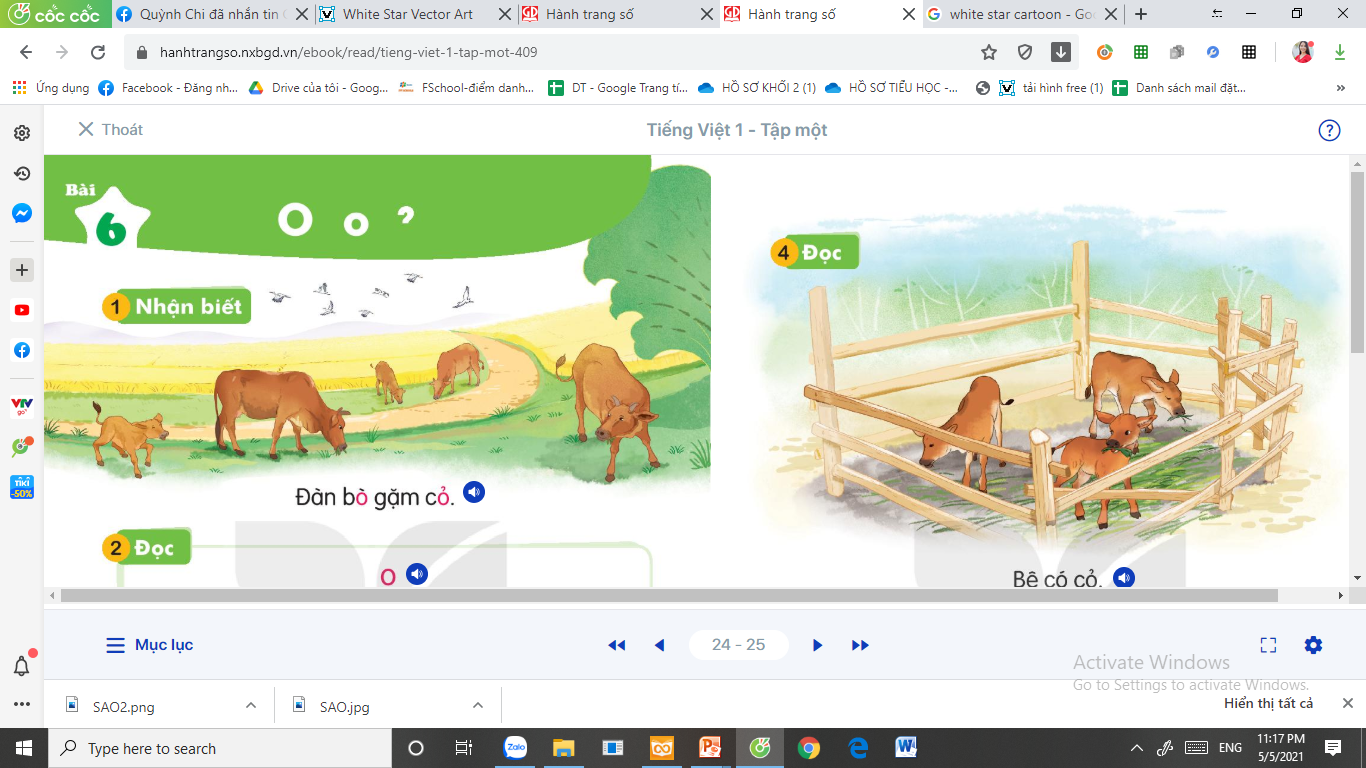 cốc cốc
Quỳnh Chi đã nhắn tin
White Star Vector Art
Hành trang số
Hành trang số
white star cartoon - Goo
hanhtrangso.nxbgd.vn/ebook/read/tieng-viet-1-tap-mot-409
Ứng dụng
Facebook - Đăng nh...
Drive của tôi - Goog...
FSchool-điểm danh...
DT - Google Trang tí...
HỒ SƠ KHỐI 2 (1)
HỒ SƠ TIỂU HỌC -...
tải hình free (1)
Danh sách mail đặt...
Thoát
Tiếng Việt 1 - Tập một
Bài
6
O o ?
1 Nhận biết
Đàn bò gặm cỏ.
2 Đọc
o
4 Đọc
Bê có cỏ.
VTV
go
Tiki
-50%
Mục lục
24 - 25
Activate Windows
Go to Settings to activate Windows.
SAO2.png
SAO.jpg
Hiển thị tất cả
Type here to search
Zalo
ENG
11:17 PM
5/5/2021